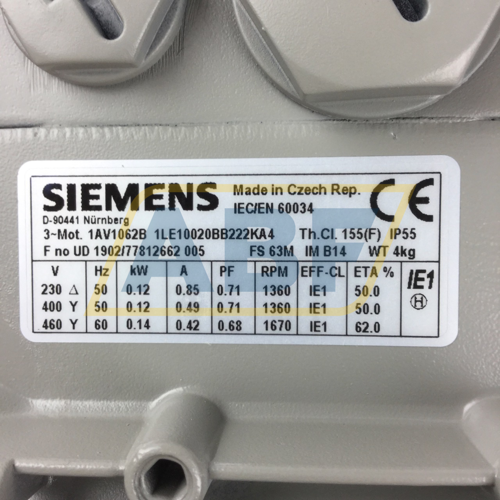 SIEMENS Made in Czech Rep. CE
D-90441 Nürnberg IEC/EN 60034
3~Mot. 1AV1062B 1LE10020BB222KA4 Th.Cl. 155(F) IP55
F no UD 1902/77812662 005 FS 63M IM B14 WT 4kg
V Hz kW A PF RPM EFF-CL ETA %
230 Δ 50 0.12 0.85 0.71 1360 IE1 50.0
400 Y 50 0.12 0.49 0.71 1360 IE1 50.0
460 Y 60 0.14 0.42 0.68 1670 IE1 62.0
IE1
H
ABF